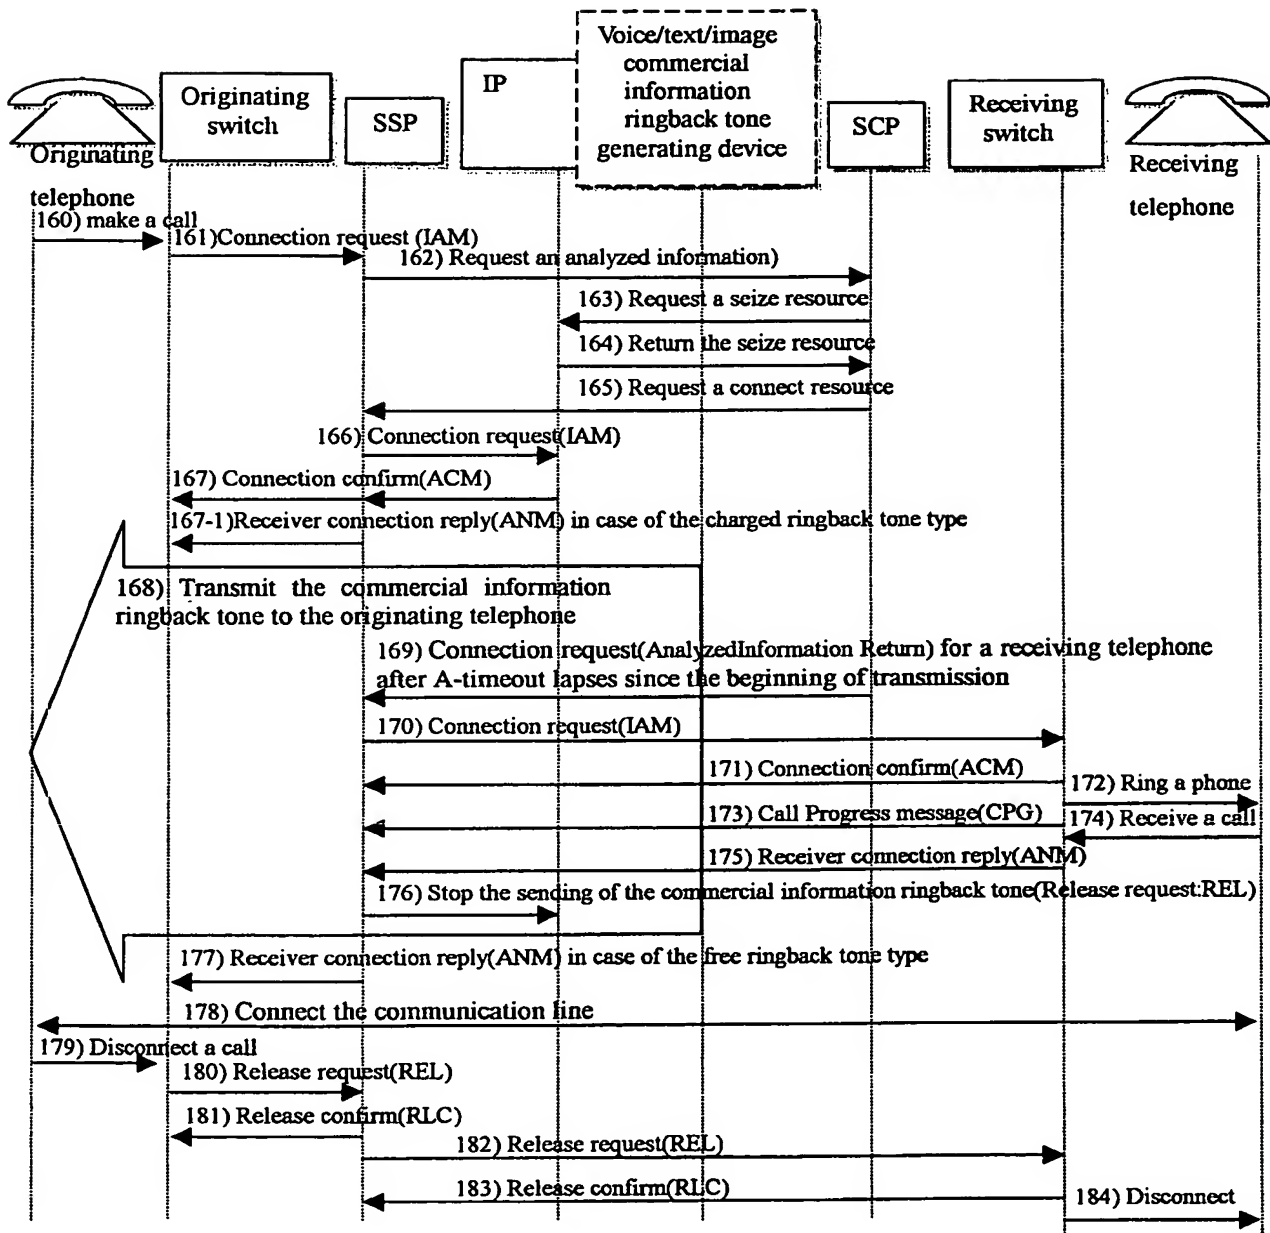 Voice/text/image
commercial
information
ringback tone
generating device
IP
Originating
switch
SSP
SCP
Receiving
switch
Originating
telephone
Receiving
telephone
160) make a call
161)Connection request (IAM)
162) Request an analyzed information)
163) Request a seize resource
164) Return the seize resource
165) Request a connect resource
166) Connection request(IAM)
167) Connection confirm(ACM)
167-1)Receiver connection reply(ANM) in case of the charged ringback tone type
168) Transmit the commercial information
ringback tone to the originating telephone
169) Connection request(AnalyzedInformation Return) for a receiving telephone
after A-timeout lapses since the beginning of transmission
170) Connection request(IAM)
171) Connection confirm(ACM)
172) Ring a phone
173) Call Progress message(CPG)
174) Receive a call
175) Receiver connection reply(ANM)
176) Stop the sending of the commercial information ringback tone(Release request:REL)
177) Receiver connection reply(ANM) in case of the free ringback tone type
178) Connect the communication line
179) Disconnect a call
180) Release request(REL)
181) Release confirm(RLC)
182) Release request(REL)
183) Release confirm(RLC)
184) Disconnect